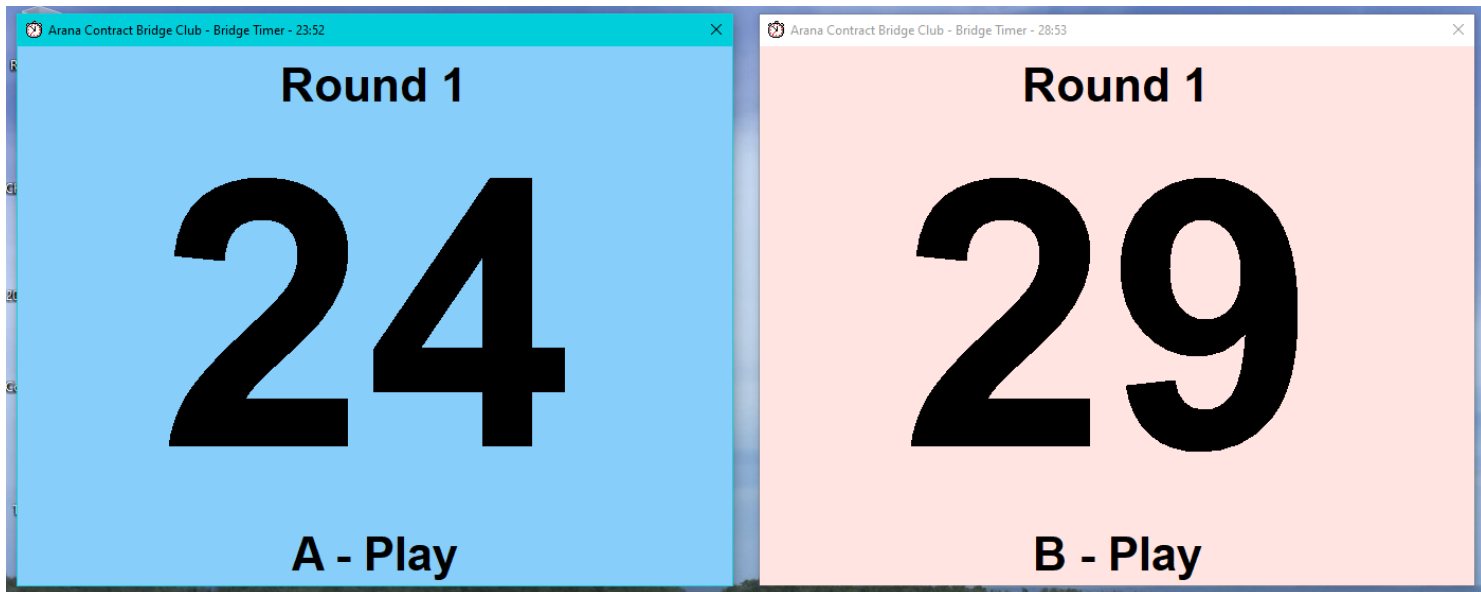 Arana Contract Bridge Club - Bridge Timer - 23:52
Round 1
24
A - Play
Arana Contract Bridge Club - Bridge Timer - 28:53
Round 1
29
B - Play